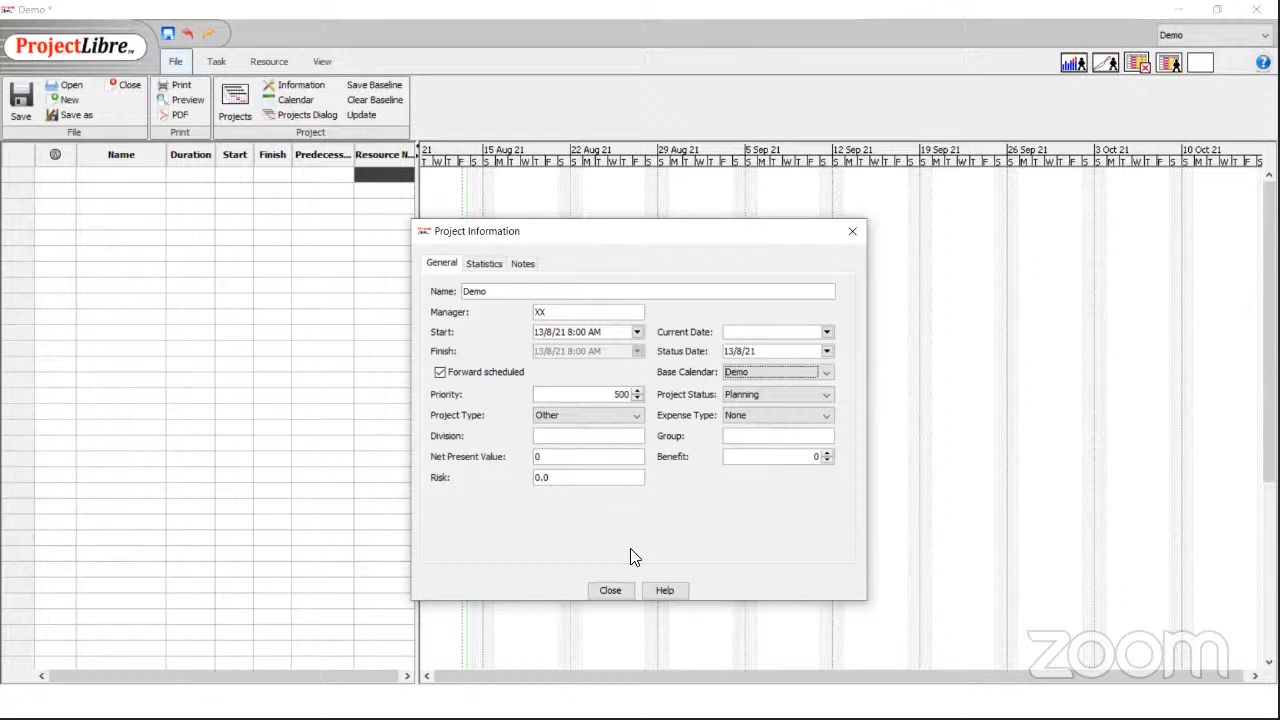 Demo *
ProjectLibre
Demo
File Task Resource View
Save
Open
New
Save as
Close
File
Print
Preview
PDF
Print
Projects
Information
Calendar
Projects Dialog
Save Baseline
Clear Baseline
Update
Project
Name Duration Start Finish Predecess... Resource N...
21 15 Aug 21 22 Aug 21 29 Aug 21 5 Sep 21 12 Sep 21 19 Sep 21 26 Sep 21 3 Oct 21 10 Oct 21
T W T F S S M T W T F S S M T W T F S S M T W T F S S M T W T F S S M T W T F S S M T W T F S S M T W T F S S M T W T F S S M T W T F S S M T W T F S
Project Information
General Statistics Notes
Name: Demo
Manager: XX
Start: 13/8/21 8:00 AM Current Date:
Finish: 13/8/21 8:00 AM Status Date: 13/8/21
Forward scheduled Base Calendar: Demo
Priority: 500 Project Status: Planning
Project Type: Other Expense Type: None
Division: Group:
Net Present Value: 0 Benefit: 0
Risk: 0.0
Close Help
zoom